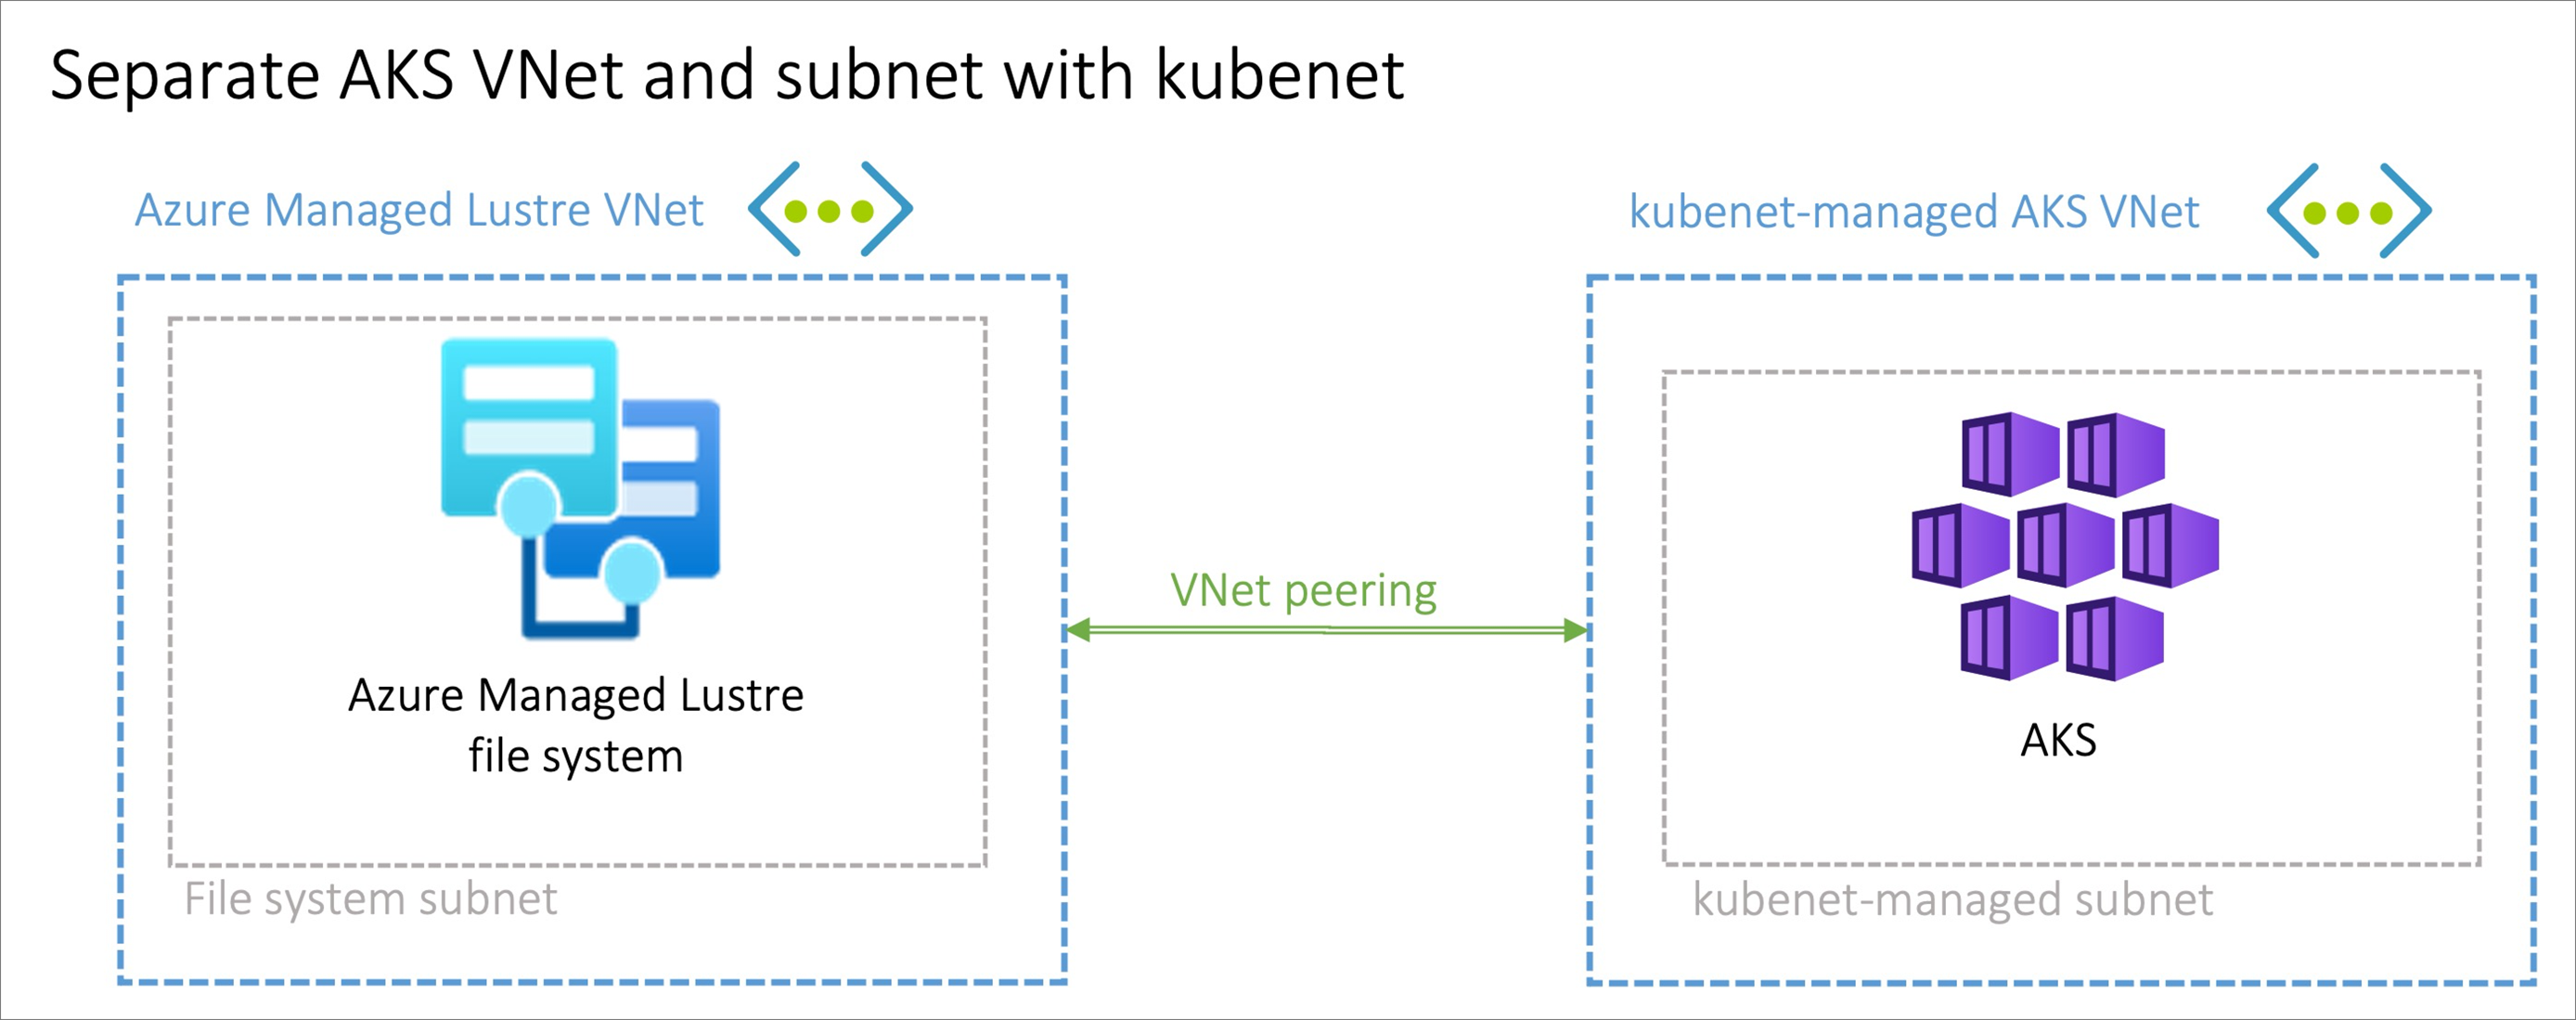 Separate AKS VNet and subnet with kubenet
Azure Managed Lustre VNet
kubenet-managed AKS VNet
VNet peering
Azure Managed Lustre
file system
AKS
File system subnet
kubenet-managed subnet